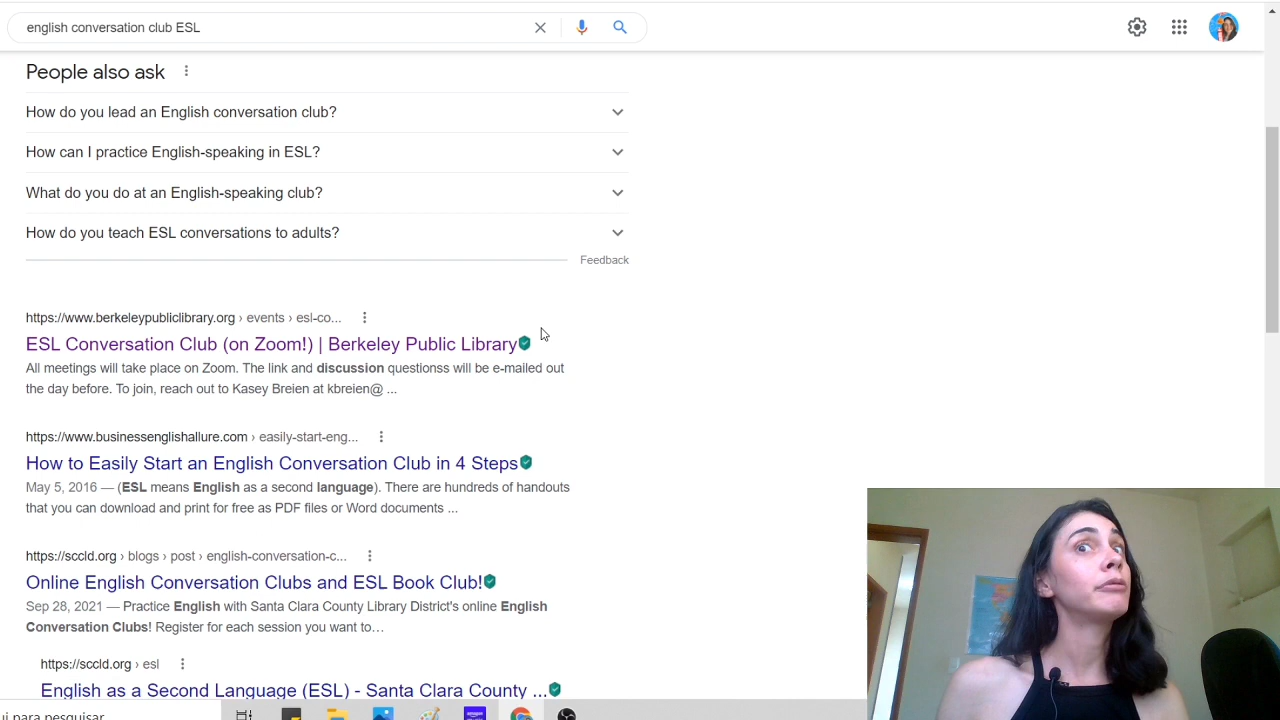 english conversation club ESL
People also ask
How do you lead an English conversation club?
How can I practice English-speaking in ESL?
What do you do at an English-speaking club?
How do you teach ESL conversations to adults?
Feedback
https://www.berkeleypubliclibrary.org › events › esl-co...
ESL Conversation Club (on Zoom!) | Berkeley Public Library
All meetings will take place on Zoom. The link and discussion questionss will be e-mailed out
the day before. To join, reach out to Kasey Breien at kbreien@ ...
https://www.businessenglishallure.com › easily-start-eng...
How to Easily Start an English Conversation Club in 4 Steps
May 5, 2016 — (ESL means English as a second language). There are hundreds of handouts
that you can download and print for free as PDF files or Word documents ...
https://sccld.org › blogs › post › english-conversation-c...
Online English Conversation Clubs and ESL Book Club!
Sep 28, 2021 — Practice English with Santa Clara County Library District's online English
Conversation Clubs! Register for each session you want to…
https://sccld.org › esl
English as a Second Language (ESL) - Santa Clara County ...
ui para pesquisar